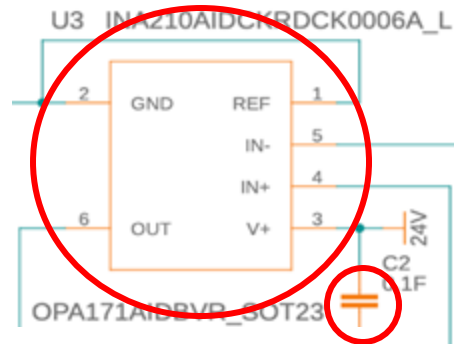 U3 INA210AIDCKRDCK0006A_L
2 GND REF 1
IN- 5
IN+ 4
6 OUT V+ 3
24V
C2
0.1F
OPA171AIDBVR_SOT23